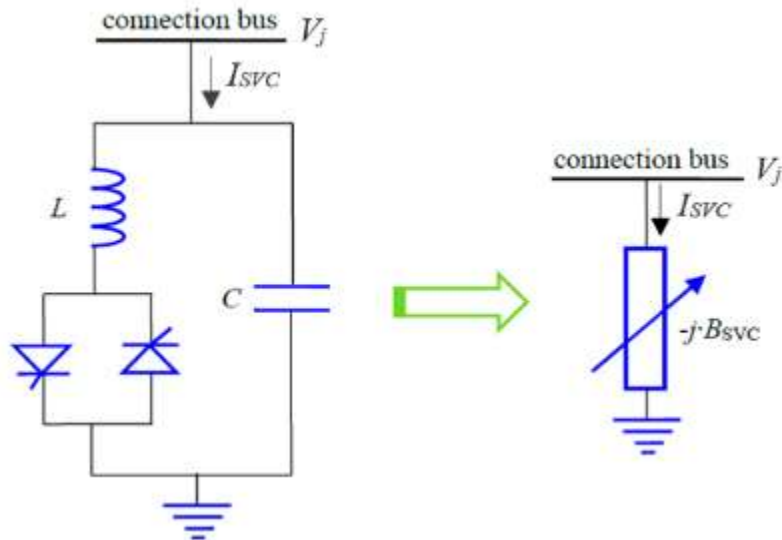 connection bus V_j
I_SVC
L
C
connection bus V_j
I_SVC
-j·B_SVC